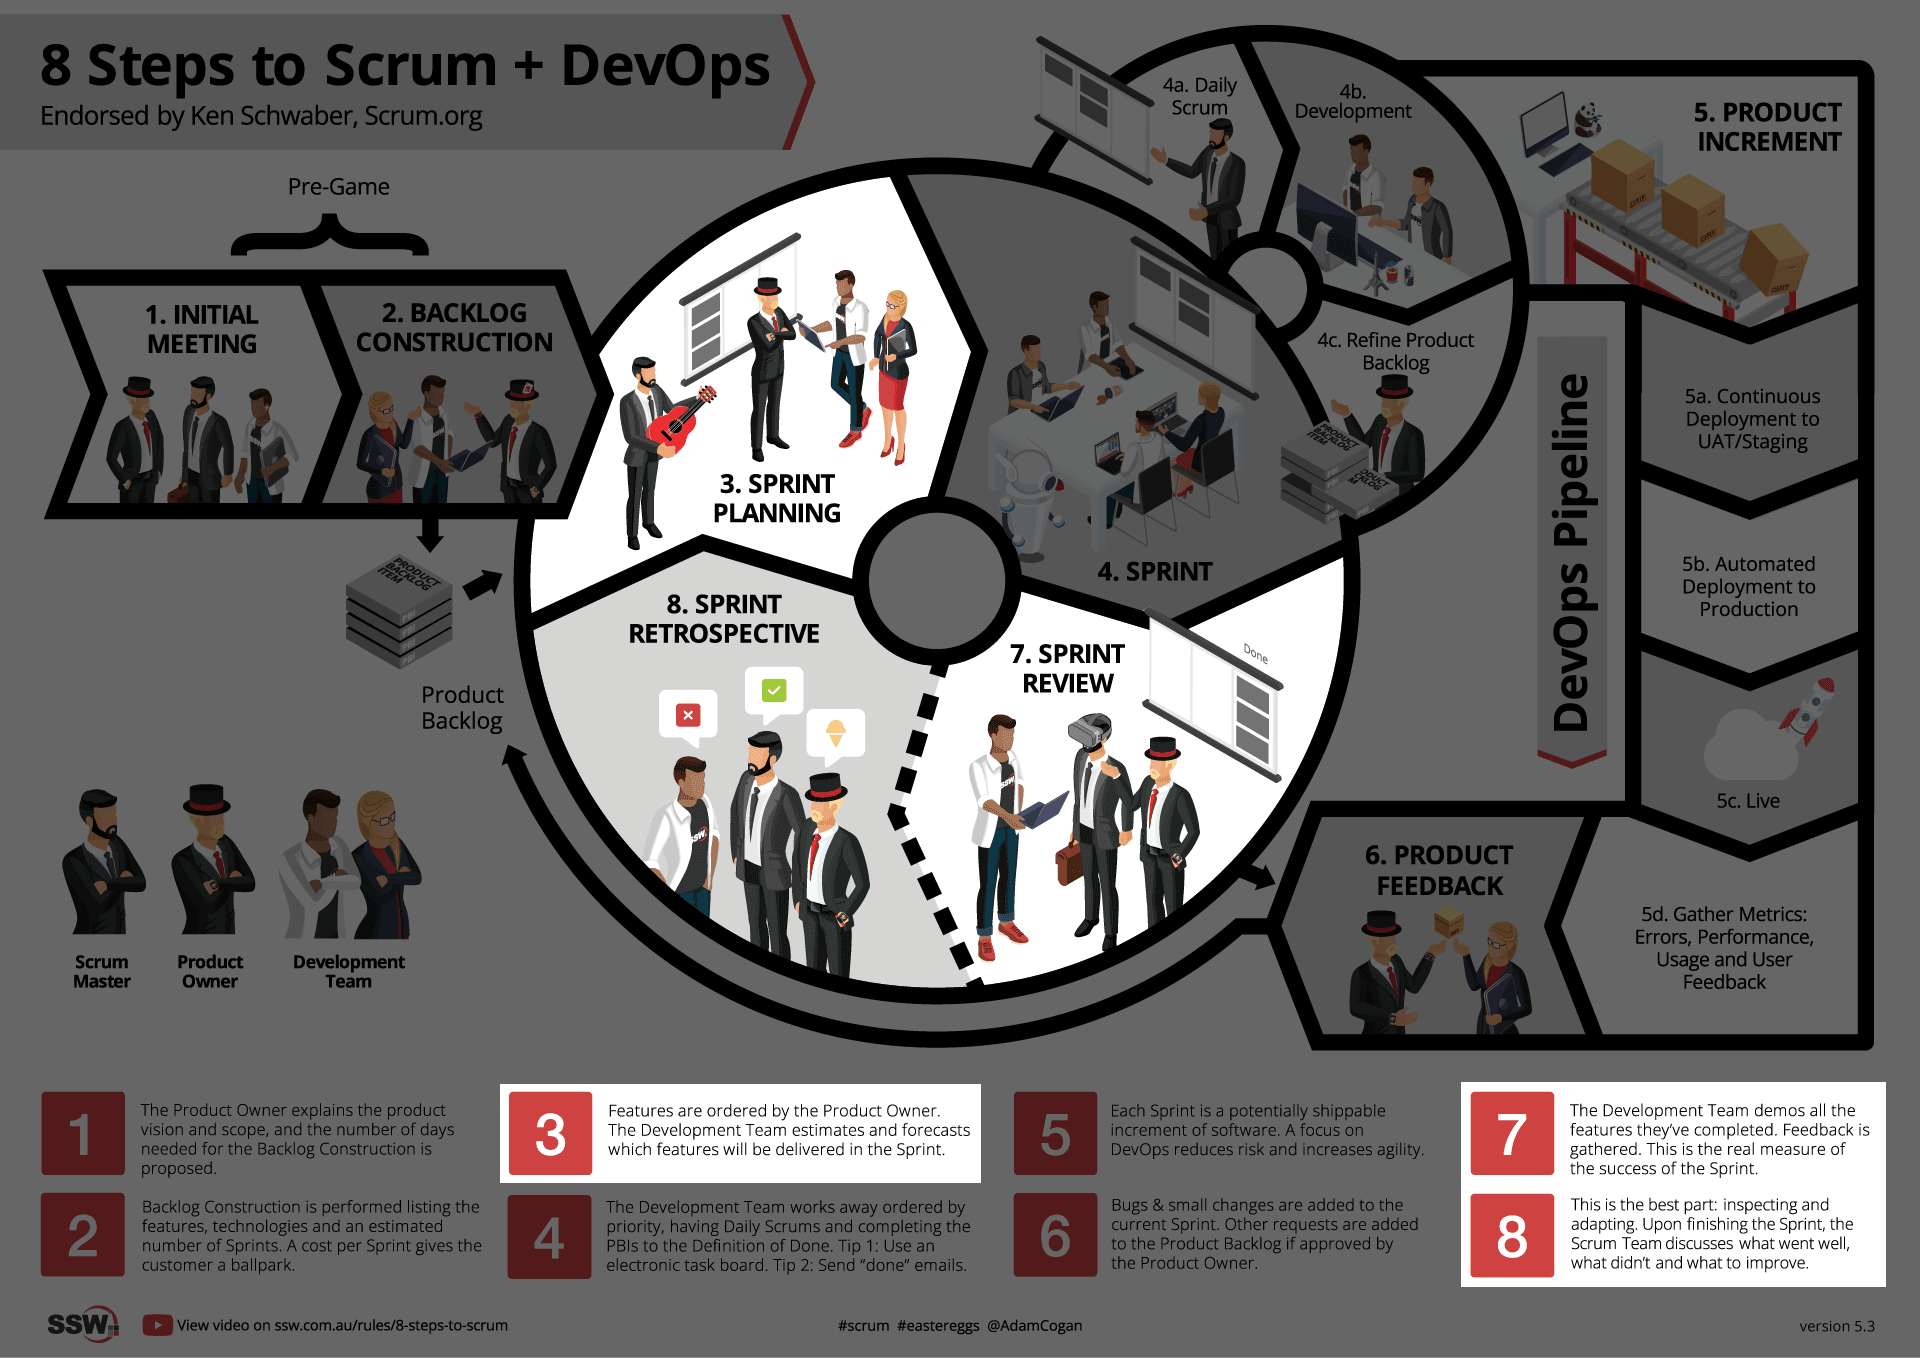 8 Steps to Scrum + DevOps
Endorsed by Ken Schwaber, Scrum.org
Pre-Game
1. INITIAL
MEETING
2. BACKLOG
CONSTRUCTION
PRODUCT
BACKLOG
ITEM
PBI
PBI
PBI
Product
Backlog
3. SPRINT
PLANNING
4. SPRINT
4a. Daily
Scrum
4b.
Development
4c. Refine Product
Backlog
PRODUCT
BACKLOG
ITEM
5. PRODUCT
INCREMENT
DevOps Pipeline
5a. Continuous
Deployment to
UAT/Staging
5b. Automated
Deployment to
Production
5c. Live
5d. Gather Metrics:
Errors, Performance,
Usage and User
Feedback
6. PRODUCT
FEEDBACK
7. SPRINT
REVIEW
Done
SSW
8. SPRINT
RETROSPECTIVE
SSW
Scrum
Master
Product
Owner
Development
Team
1
The Product Owner explains the product
vision and scope, and the number of days
needed for the Backlog Construction is
proposed.
2
Backlog Construction is performed listing the
features, technologies and an estimated
number of Sprints. A cost per Sprint gives the
customer a ballpark.
3
Features are ordered by the Product Owner.
The Development Team estimates and forecasts
which features will be delivered in the Sprint.
4
The Development Team works away ordered by
priority, having Daily Scrums and completing the
PBIs to the Definition of Done. Tip 1: Use an
electronic task board. Tip 2: Send “done” emails.
5
Each Sprint is a potentially shippable
increment of software. A focus on
DevOps reduces risk and increases agility.
6
Bugs & small changes are added to the
current Sprint. Other requests are added
to the Product Backlog if approved by
the Product Owner.
7
The Development Team demos all the
features they’ve completed. Feedback is
gathered. This is the real measure of
the success of the Sprint.
8
This is the best part: inspecting and
adapting. Upon finishing the Sprint, the
Scrum Team discusses what went well,
what didn’t and what to improve.
SSW
View video on ssw.com.au/rules/8-steps-to-scrum
#scrum #eastereggs @AdamCogan
version 5.3